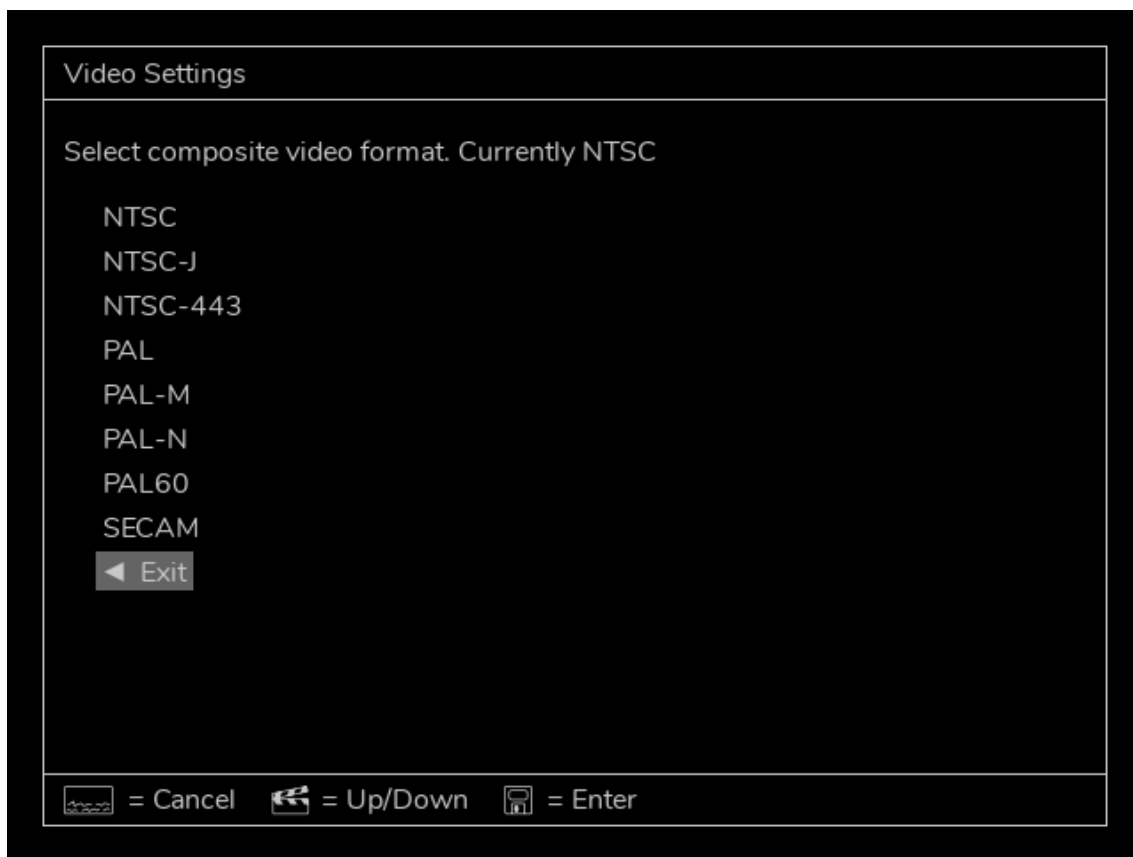 Video Settings
Select composite video format. Currently NTSC
NTSC
NTSC-J
NTSC-443
PAL
PAL-M
PAL-N
PAL60
SECAM
◄ Exit
= Cancel = Up/Down = Enter